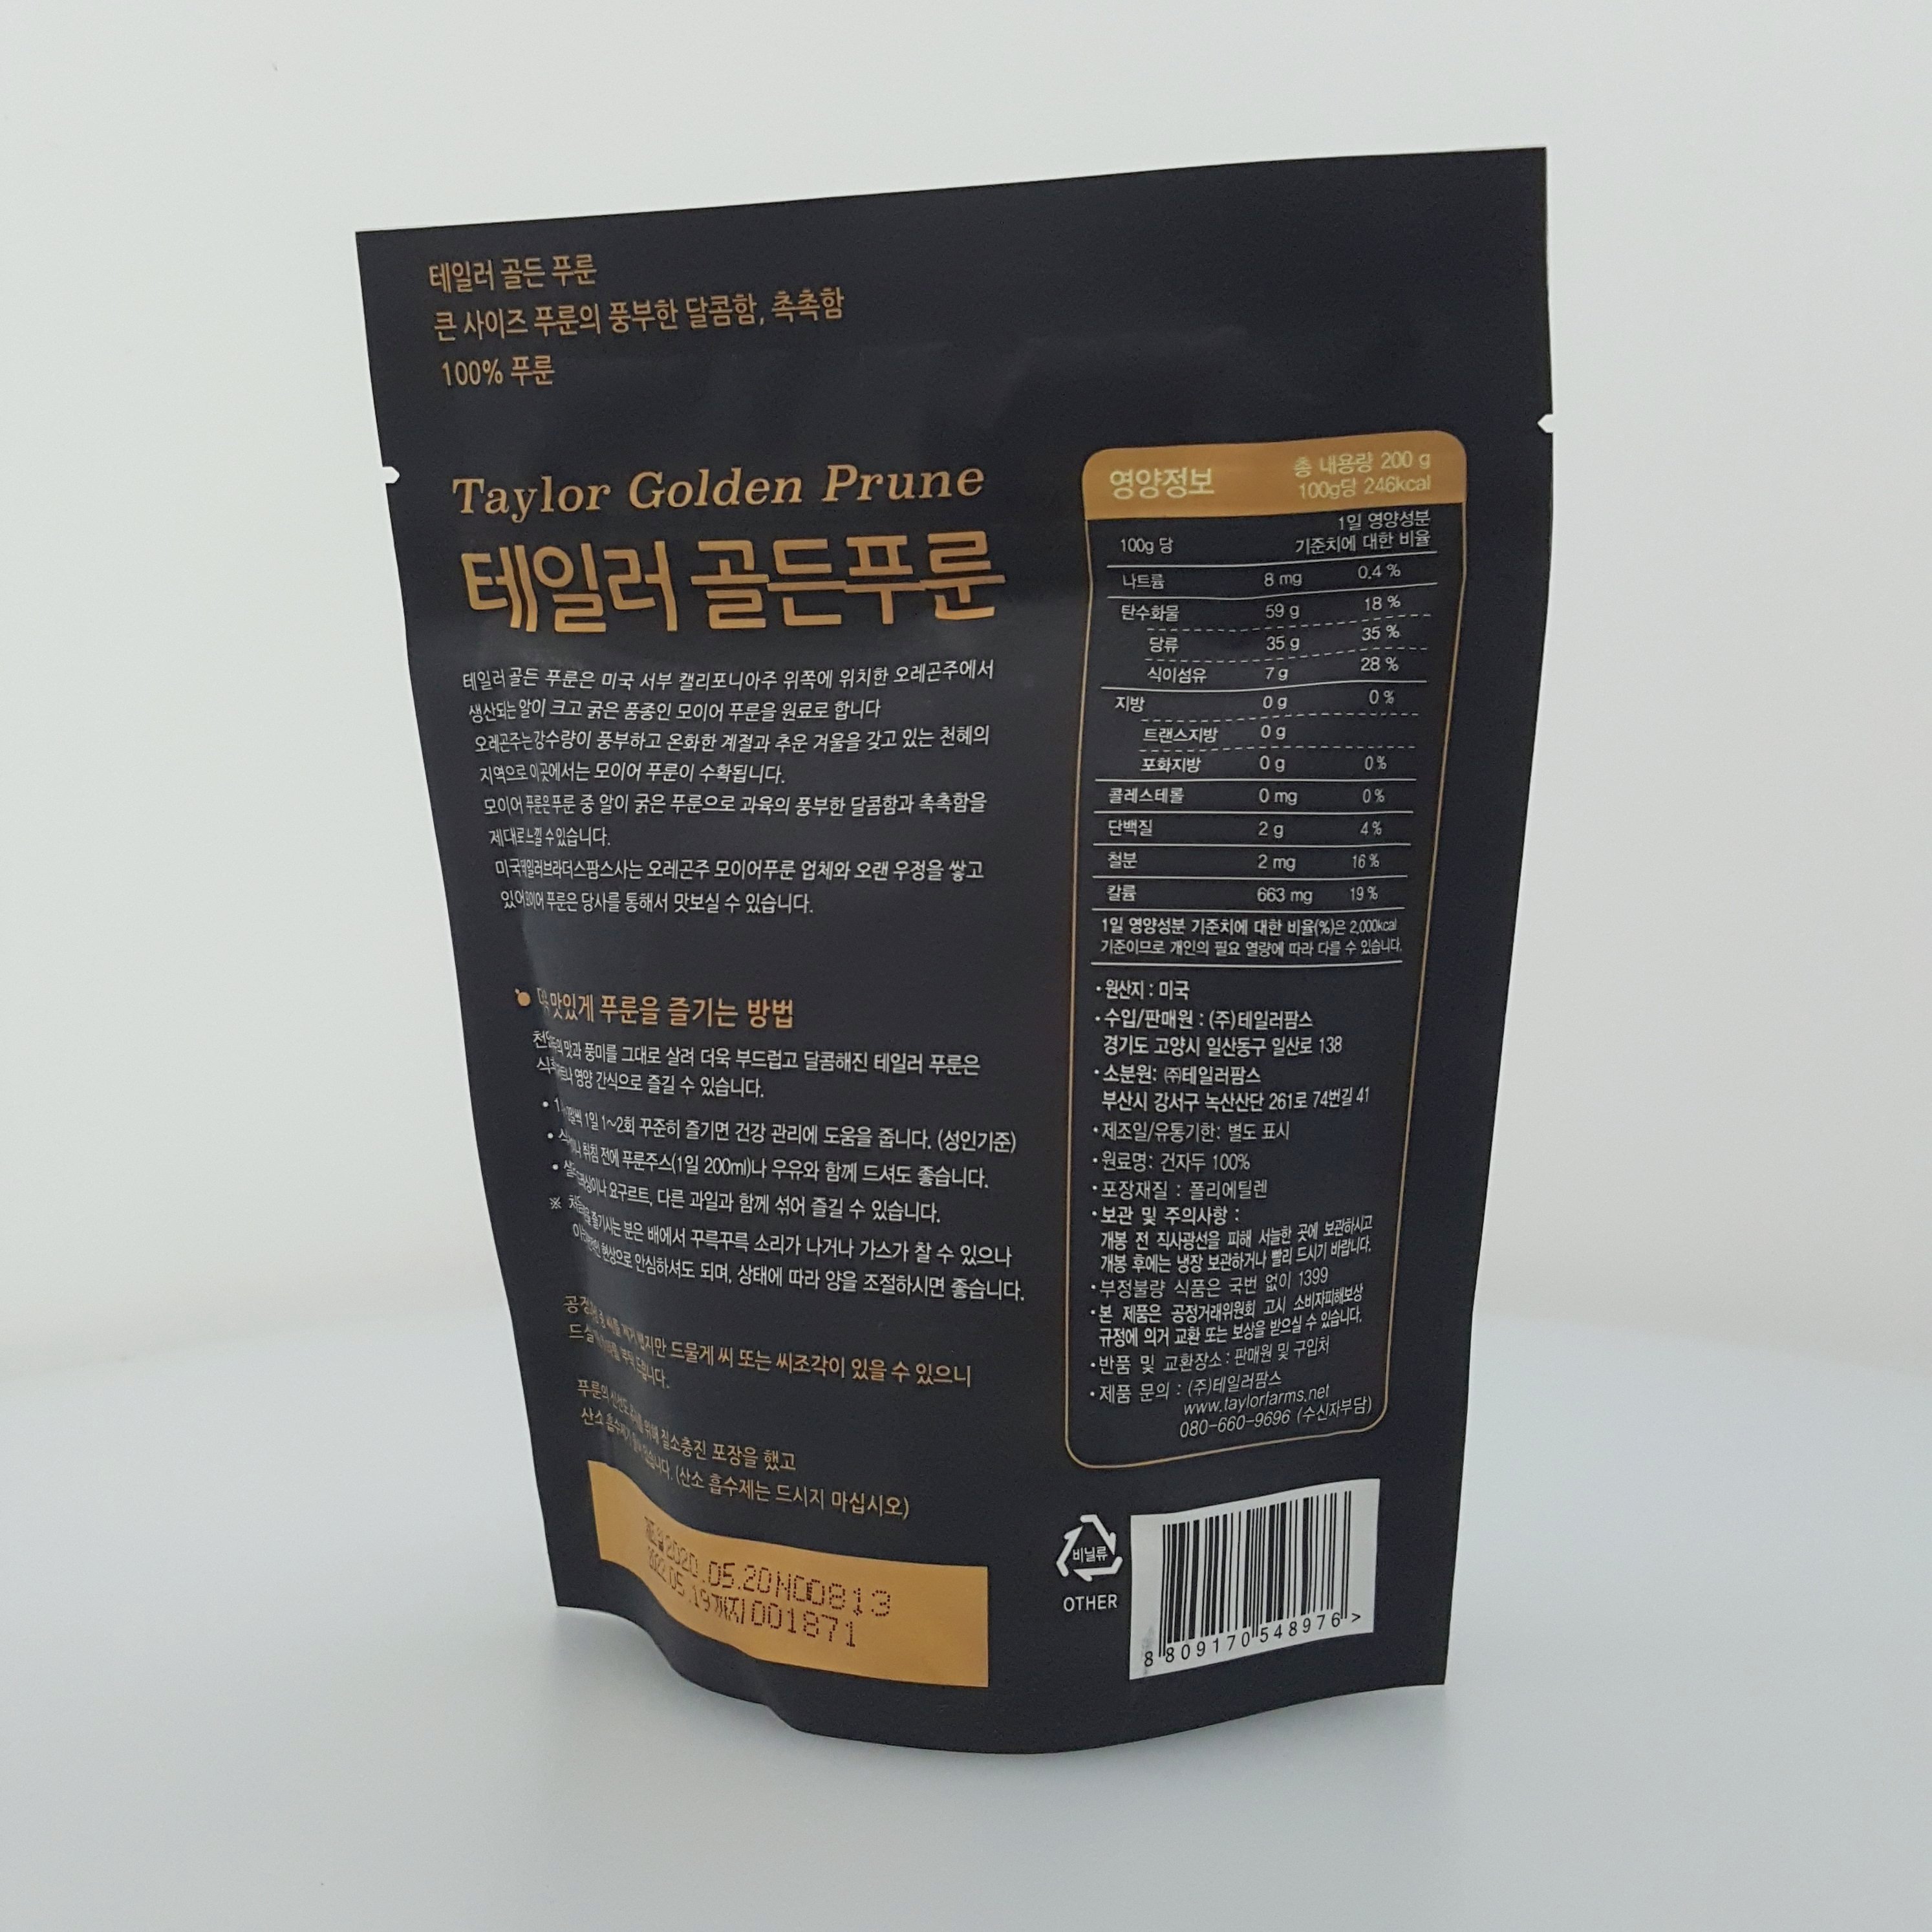 테일러 골든 푸룬
큰 사이즈 푸룬의 풍부한 달콤함, 촉촉함
100% 푸룬
Taylor Golden Prune
테일러 골든푸룬
테일러 골든 푸룬은 미국 서부 캘리포니아주 위쪽에 위치한 오레곤주에서
생산되는 알이 크고 굵은 품종인 모이어 푸룬을 원료로 합니다
오레곤주는 강수량이 풍부하고 온화한 계절과 추운 겨울을 갖고 있는 천혜의
지역으로 이곳에서는 모이어 푸룬이 수확됩니다.
모이어 푸룬은 푸룬 중 알이 굵은 푸룬으로 과육의 풍부한 달콤함과 촉촉함을
제대로 느낄 수 있습니다.
미국 테일러브라더스팜스사는 오레곤주 모이어푸룬 업체와 오랜 우정을 쌓고
있어 모이어 푸룬은 당사를 통해서 맛보실 수 있습니다.
더욱 맛있게 푸룬을 즐기는 방법
맛과 풍미를 그대로 살려 더욱 부드럽고 달콤해진 테일러 푸룬은
영양 간식으로 즐길 수 있습니다.
1일 1~2회 꾸준히 즐기면 건강 관리에 도움을 줍니다. (성인기준)
취침 전에 푸룬주스(1일 200ml)나 우유와 함께 드셔도 좋습니다.
요구르트, 다른 과일과 함께 섞어 즐길 수 있습니다.
※ 즐기시는 분은 배에서 꾸륵꾸륵 소리가 나거나 가스가 찰 수 있으나
현상으로 안심하셔도 되며, 상태에 따라 양을 조절하시면 좋습니다.
드물게 씨 또는 씨조각이 있을 수 있으니
드립니다.
푸룬의 위해 질소충진 포장을 했고
산소 (산소 흡수제는 드시지 마십시오)
제조일 2020.05.20 N00813
2022.05.19까지 001871
영양정보
총 내용량 200 g
100g당 246kcal
100g 당 1일 영양성분 기준치에 대한 비율
나트륨 8 mg 0.4 %
탄수화물 59 g 18 %
당류 35 g 35 %
식이섬유 7 g 28 %
지방 0 g 0 %
트랜스지방 0 g
포화지방 0 g 0 %
콜레스테롤 0 mg 0 %
단백질 2 g 4 %
철분 2 mg 16 %
칼륨 663 mg 19 %
1일 영양성분 기준치에 대한 비율(%)은 2,000kcal
기준이므로 개인의 필요 열량에 따라 다를 수 있습니다.
·원산지 : 미국
·수입/판매원 : (주)테일러팜스
경기도 고양시 일산동구 일산로 138
·소분원: ㈜테일러팜스
부산시 강서구 녹산산단 261로 74번길 41
·제조일/유통기한: 별도 표시
·원료명: 건자두 100%
·포장재질 : 폴리에틸렌
·보관 및 주의사항 :
개봉 전 직사광선을 피해 서늘한 곳에 보관하시고
개봉 후에는 냉장 보관하거나 빨리 드시기 바랍니다.
·부정불량 식품은 국번 없이 1399
·본 제품은 공정거래위원회 고시 소비자피해보상
규정에 의거 교환 또는 보상을 받으실 수 있습니다.
·반품 및 교환장소 : 판매원 및 구입처
·제품 문의 : (주)테일러팜스
www.taylorfarms.net
080-660-9696 (수신자부담)
비닐류
OTHER
8 809170 548976 >